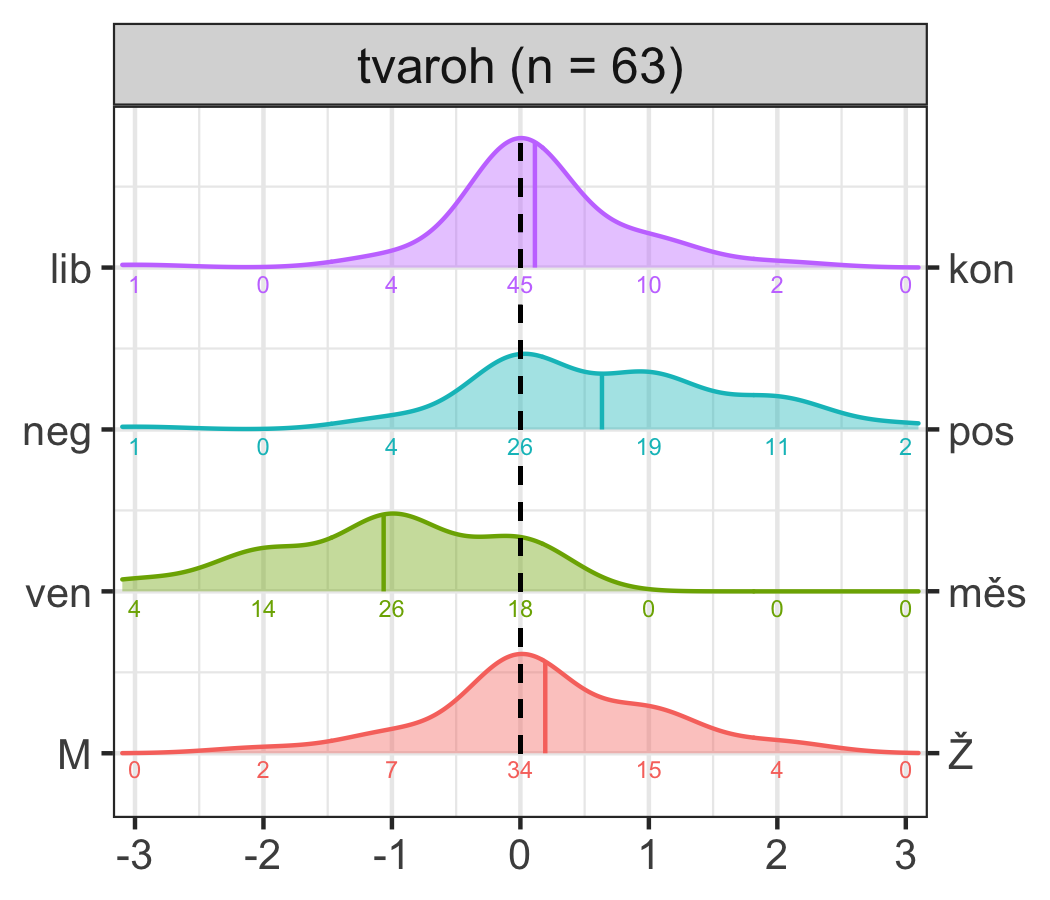 tvaroh (n = 63)
lib kon
1 0 4 45 10 2 0
neg pos
1 0 4 26 19 11 2
ven měs
4 14 26 18 0 0 0
M Ž
0 2 7 34 15 4 0
-3 -2 -1 0 1 2 3